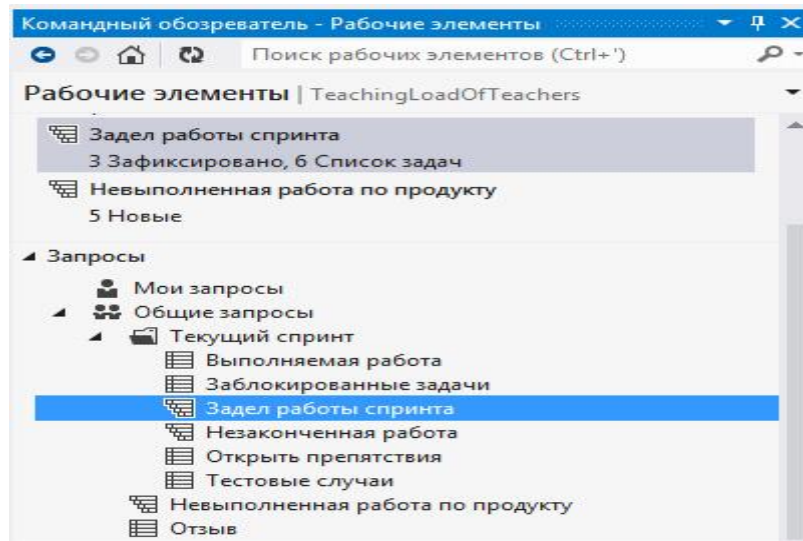 Командный обозреватель - Рабочие элементы
Поиск рабочих элементов (Ctrl+')
Рабочие элементы | TeachingLoadOfTeachers
Задел работы спринта
3 Зафиксировано, 6 Список задач
Невыполненная работа по продукту
5 Новые
Запросы
Мои запросы
Общие запросы
Текущий спринт
Выполняемая работа
Заблокированные задачи
Задел работы спринта
Незаконченная работа
Открыть препятствия
Тестовые случаи
Невыполненная работа по продукту
Отзыв